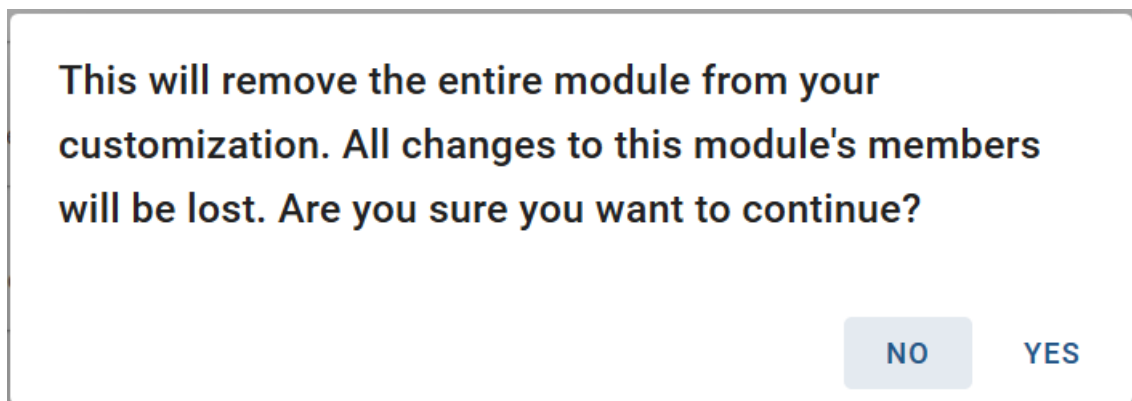 This will remove the entire module from your
customization. All changes to this module's members
will be lost. Are you sure you want to continue?
NO YES